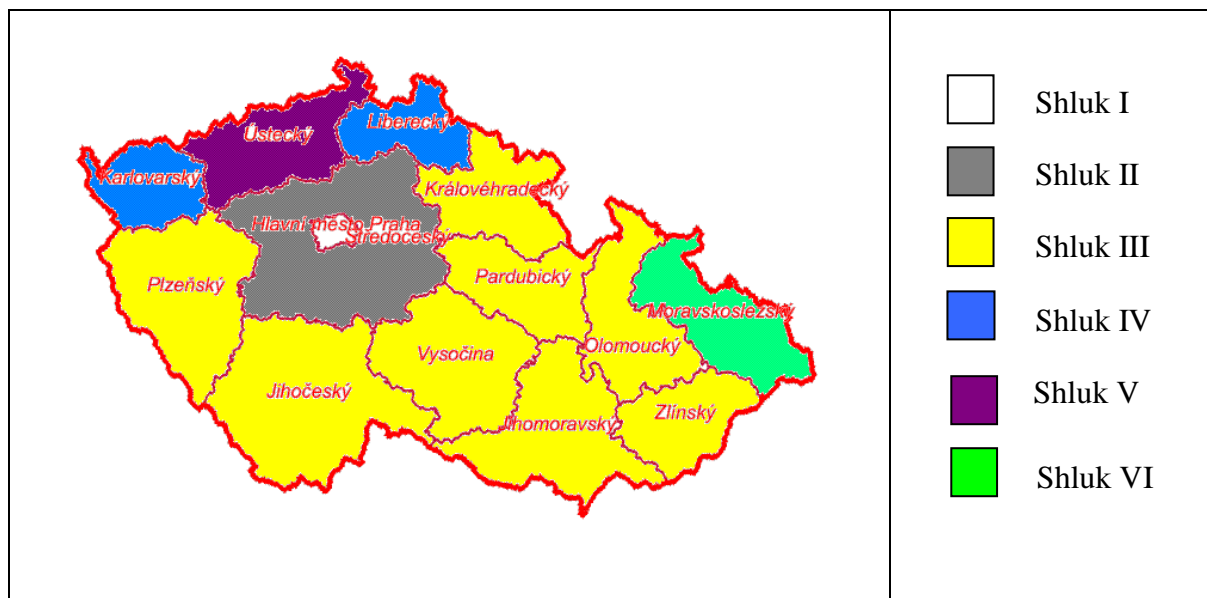 Ústecký
Liberecký
Karlovarský
Královéhradecký
Hlavní město Praha
Středočeský
Plzeňský
Pardubický
Moravskoslezský
Olomoucký
Vysočina
Jihočeský
Jihomoravský
Zlínský
Shluk I
Shluk II
Shluk III
Shluk IV
Shluk V
Shluk VI